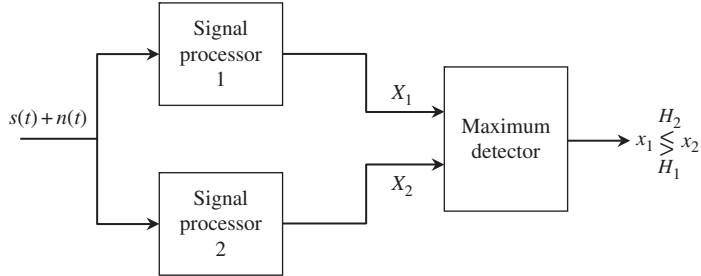 s(t) + n(t)
Signal
processor
1
Signal
processor
2
X₁
X₂
Maximum
detector
H₂
x₁ ≶ x₂
H₁